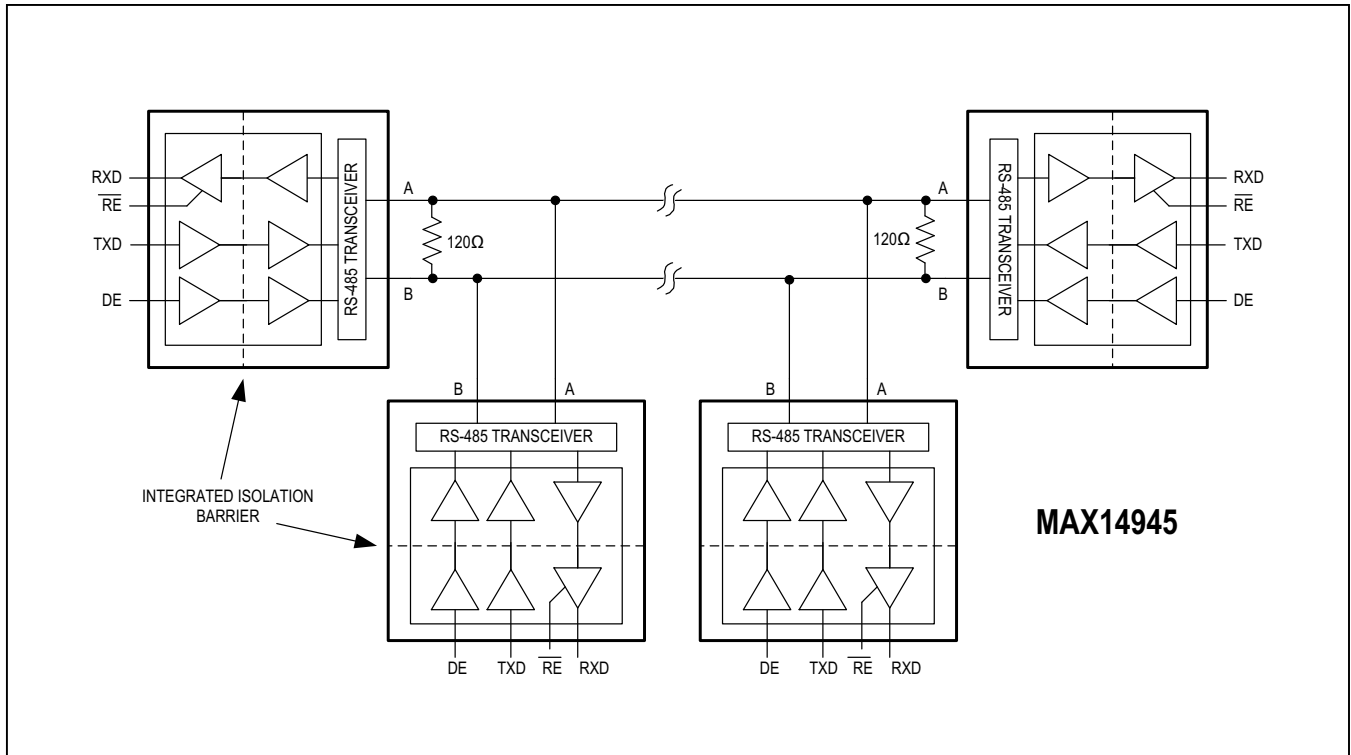 RXD
RE
TXD
DE
RS-485 TRANSCEIVER
A
120Ω
B
A
120Ω
B
RS-485 TRANSCEIVER
RXD
RE
TXD
DE
INTEGRATED ISOLATION
BARRIER
B A
RS-485 TRANSCEIVER
DE TXD RE RXD
B A
RS-485 TRANSCEIVER
DE TXD RE RXD
MAX14945